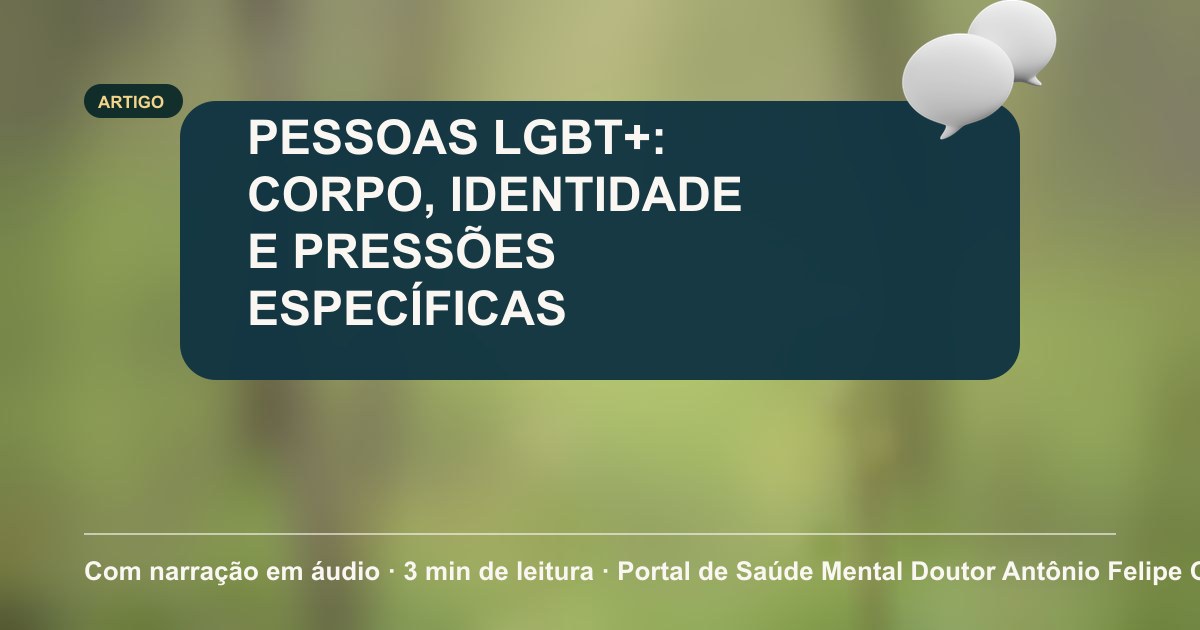 ARTIGO
PESSOAS LGBT+:
CORPO, IDENTIDADE
E PRESSÕES
ESPECÍFICAS
Com narração em áudio · 3 min de leitura · Portal de Saúde Mental Doutor Antônio Felipe